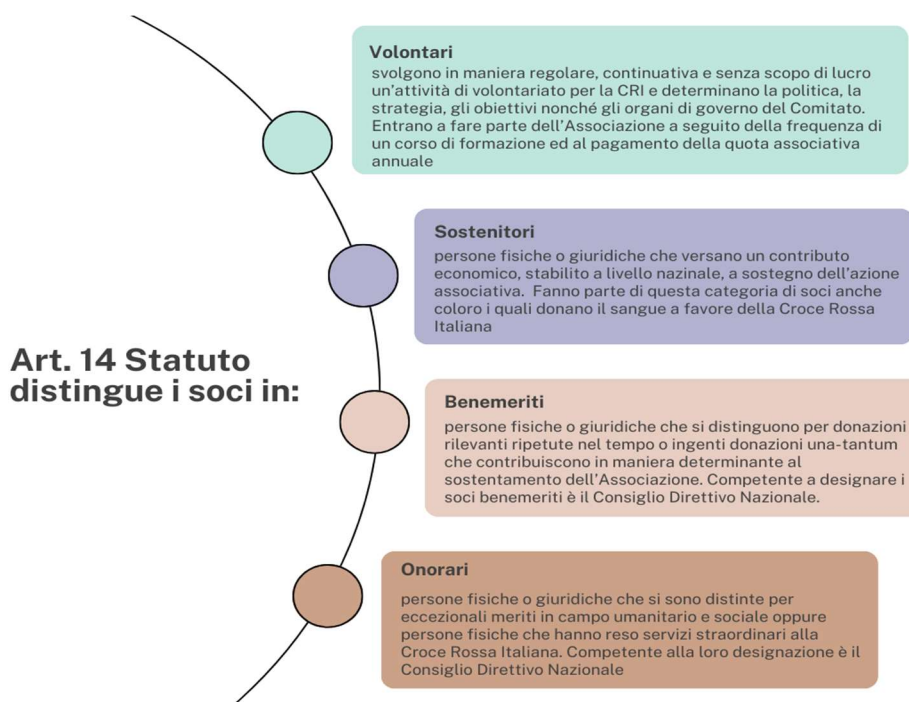 Volontari
svolgono in maniera regolare, continuativa e senza scopo di lucro
un'attività di volontariato per la CRI e determinano la politica, la
strategia, gli obiettivi nonché gli organi di governo del Comitato.
Entrano a fare parte dell'Associazione a seguito della frequenza di
un corso di formazione ed al pagamento della quota associativa
annuale
Sostenitori
persone fisiche o giuridiche che versano un contributo
economico, stabilito a livello nazinale, a sostegno dell'azione
associativa. Fanno parte di questa categoria di soci anche
coloro i quali donano il sangue a favore della Croce Rossa
Italiana
Art. 14 Statuto
distingue i soci in:
Benemeriti
persone fisiche o giuridiche che si distinguono per donazioni
rilevanti ripetute nel tempo o ingenti donazioni una-tantum
che contribuiscono in maniera determinante al
sostentamento dell'Associazione. Competente a designare i
soci benemeriti è il Consiglio Direttivo Nazionale.
Onorari
persone fisiche o giuridiche che si sono distinte per
eccezionali meriti in campo umanitario e sociale oppure
persone fisiche che hanno reso servizi straordinari alla
Croce Rossa Italiana. Competente alla loro designazione è il
Consiglio Direttivo Nazionale